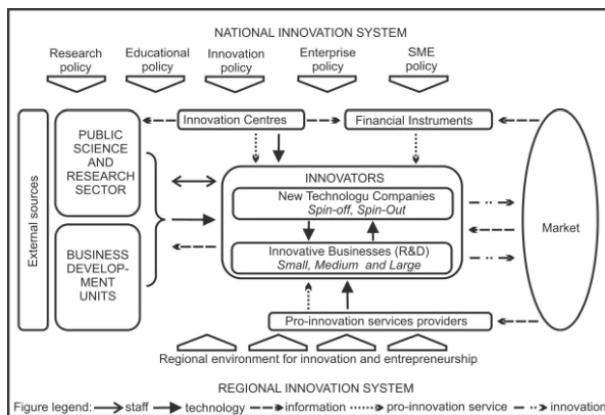 NATIONAL INNOVATION SYSTEM
Research policy
Educational policy
Innovation policy
Enterprise policy
SME policy
External sources
PUBLIC
SCIENCE AND
RESEARCH
SECTOR
BUSINESS
DEVELOP-
MENT
UNITS
Innovation Centres
Financial Instruments
INNOVATORS
New Technologu Companies
Spin-off, Spin-Out
Innovative Businesses (R&D)
Small, Medium and Large
Market
Pro-innovation services providers
Regional environment for innovation and entrepreneurship
REGIONAL INNOVATION SYSTEM
Figure legend: staff technology information pro-innovation service innovation